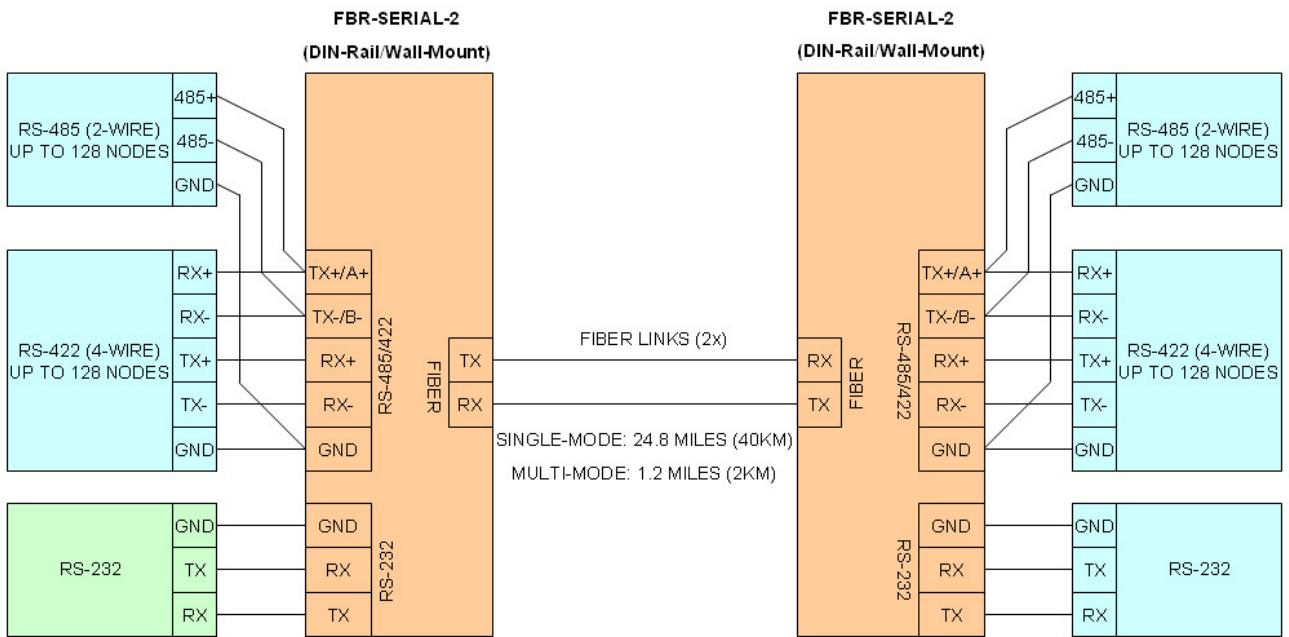 FBR-SERIAL-2
(DIN-Rail/Wall-Mount)
FBR-SERIAL-2
(DIN-Rail/Wall-Mount)
RS-485 (2-WIRE)
UP TO 128 NODES
485+
485-
GND
RS-422 (4-WIRE)
UP TO 128 NODES
RX+
RX-
TX+
TX-
GND
RS-232
GND
TX
RX
TX+/A+
TX-/B-
RX+
RX-
GND
RS-485/422
GND
RX
TX
RS-232
FIBER
TX
RX
FIBER LINKS (2x)
SINGLE-MODE: 24.8 MILES (40KM)
MULTI-MODE: 1.2 MILES (2KM)
RX
TX
FIBER
RS-485/422
TX+/A+
TX-/B-
RX+
RX-
GND
RS-232
GND
RX
TX
485+
485-
GND
RS-485 (2-WIRE)
UP TO 128 NODES
RX+
RX-
TX+
TX-
GND
RS-422 (4-WIRE)
UP TO 128 NODES
GND
TX
RX
RS-232